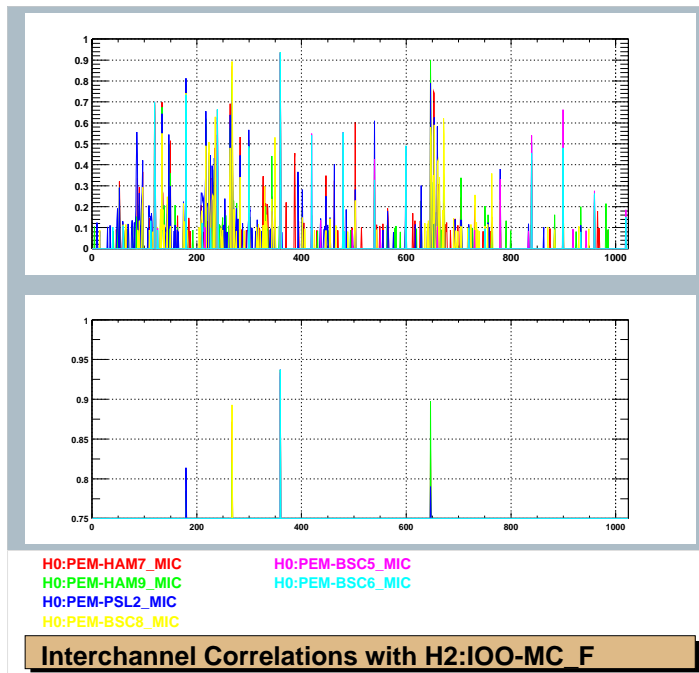 1
0.9
0.8
0.7
0.6
0.5
0.4
0.3
0.2
0.1
0
0 200 400 600 800 1000
1
0.95
0.9
0.85
0.8
0.75
0 200 400 600 800 1000
H0:PEM-HAM7_MIC H0:PEM-BSC5_MIC
H0:PEM-HAM9_MIC H0:PEM-BSC6_MIC
H0:PEM-PSL2_MIC
H0:PEM-BSC8_MIC
Interchannel Correlations with H2:IOO-MC_F